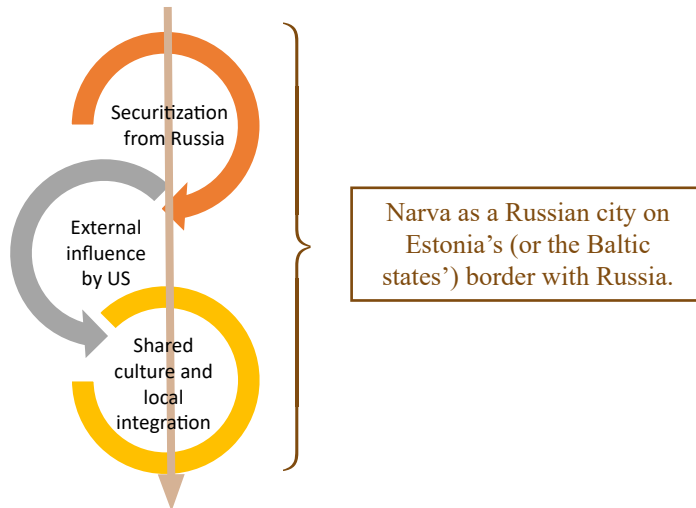 Securitization
from Russia
External
influence
by US
Shared
culture and
local
integration
Narva as a Russian city on
Estonia’s (or the Baltic
states’) border with Russia.